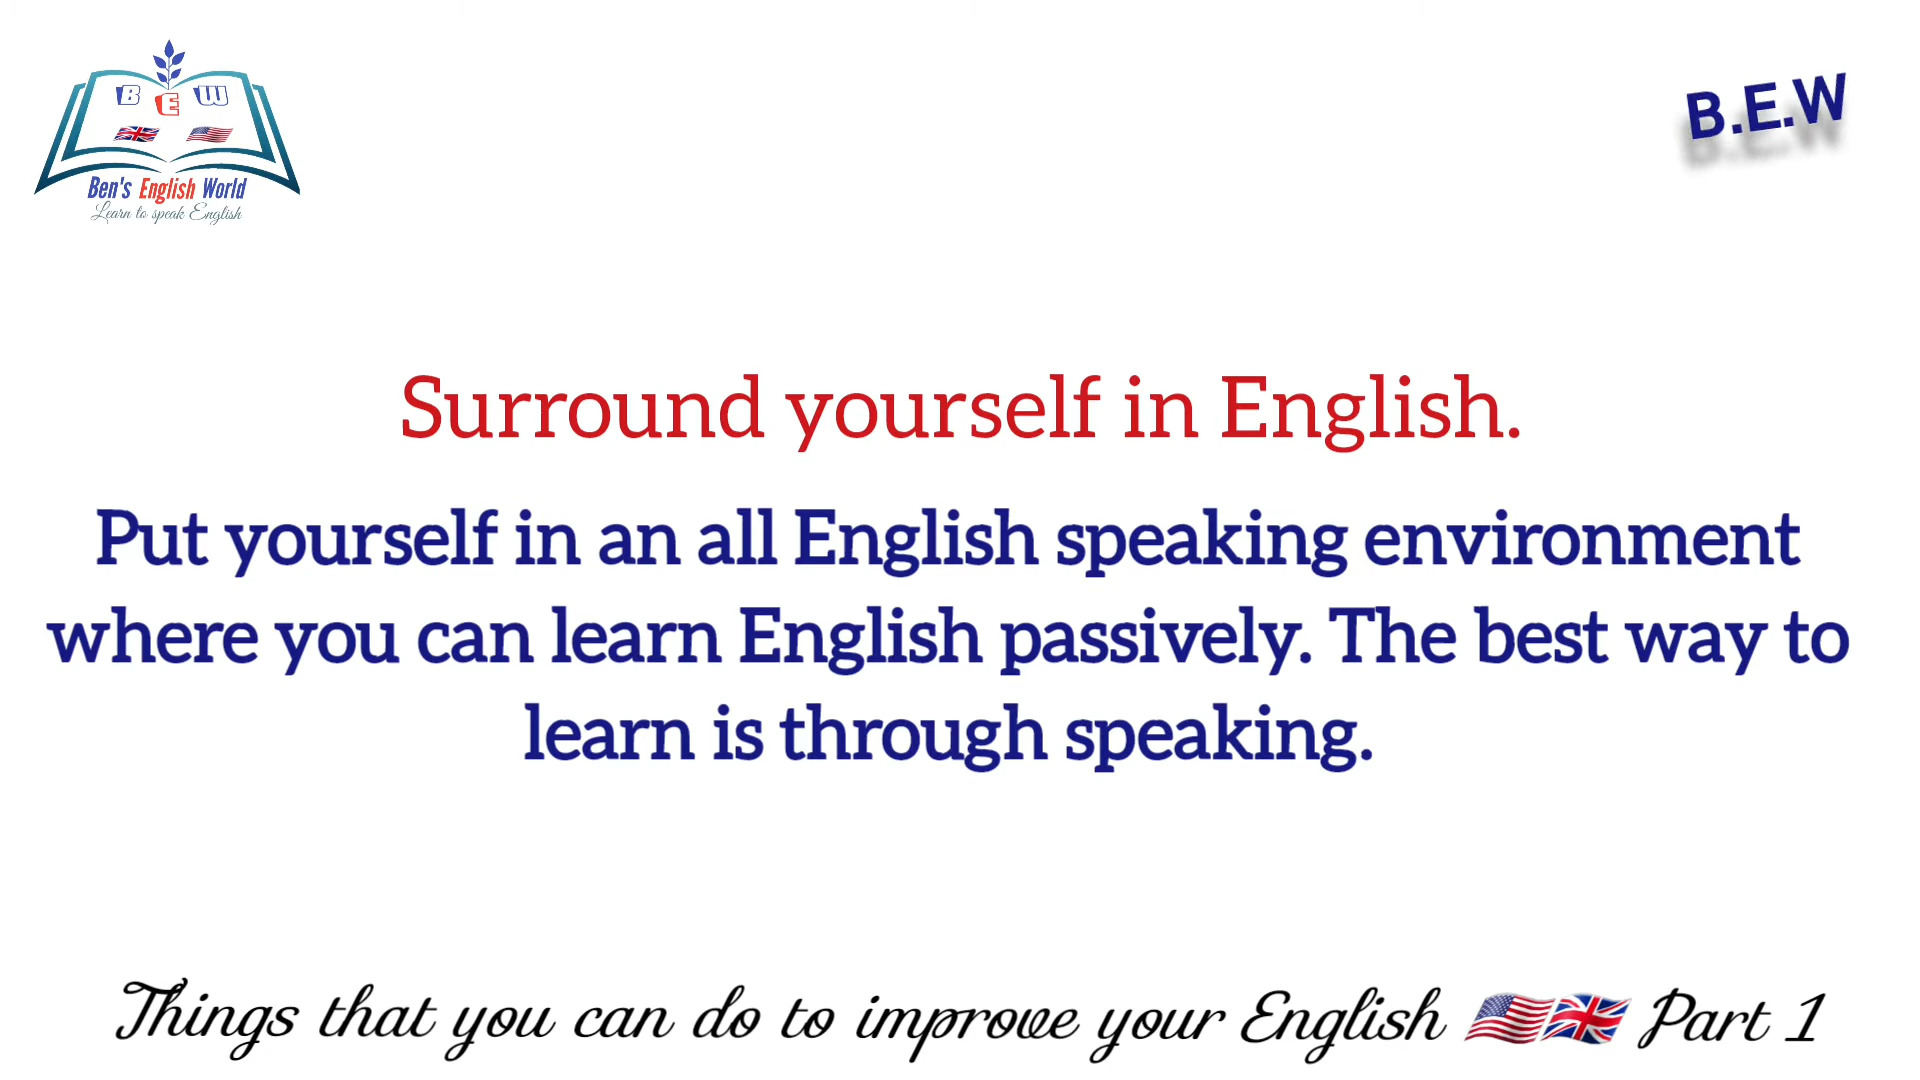 B E W
Ben's English World
Learn to speak English
B.E.W
Surround yourself in English.
Put yourself in an all English speaking environment
where you can learn English passively. The best way to
learn is through speaking.
Things that you can do to improve your English 🇺🇸🇬🇧 Part 1